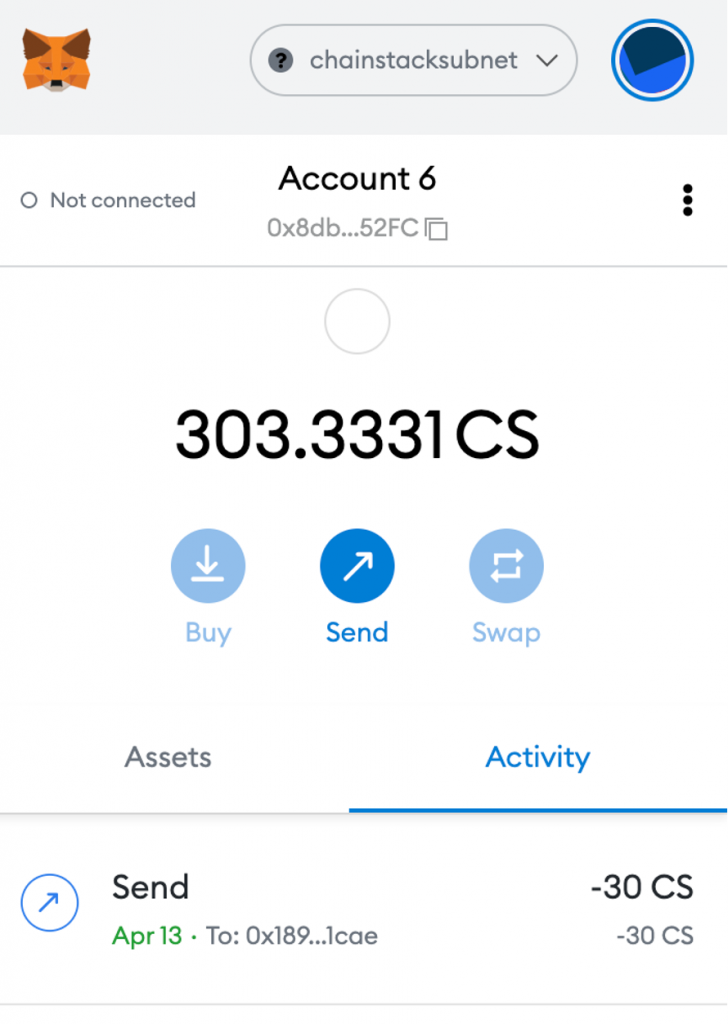 ? chainstacksubnet
Account 6
Not connected
0x8db...52FC
303.3331 CS
Buy Send Swap
Assets Activity
Send -30 CS
Apr 13 · To: 0x189...1cae -30 CS